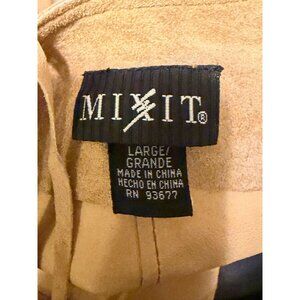 MIXIT®
LARGE/
GRANDE
MADE IN CHINA
HECHO EN CHINA
RN 93677